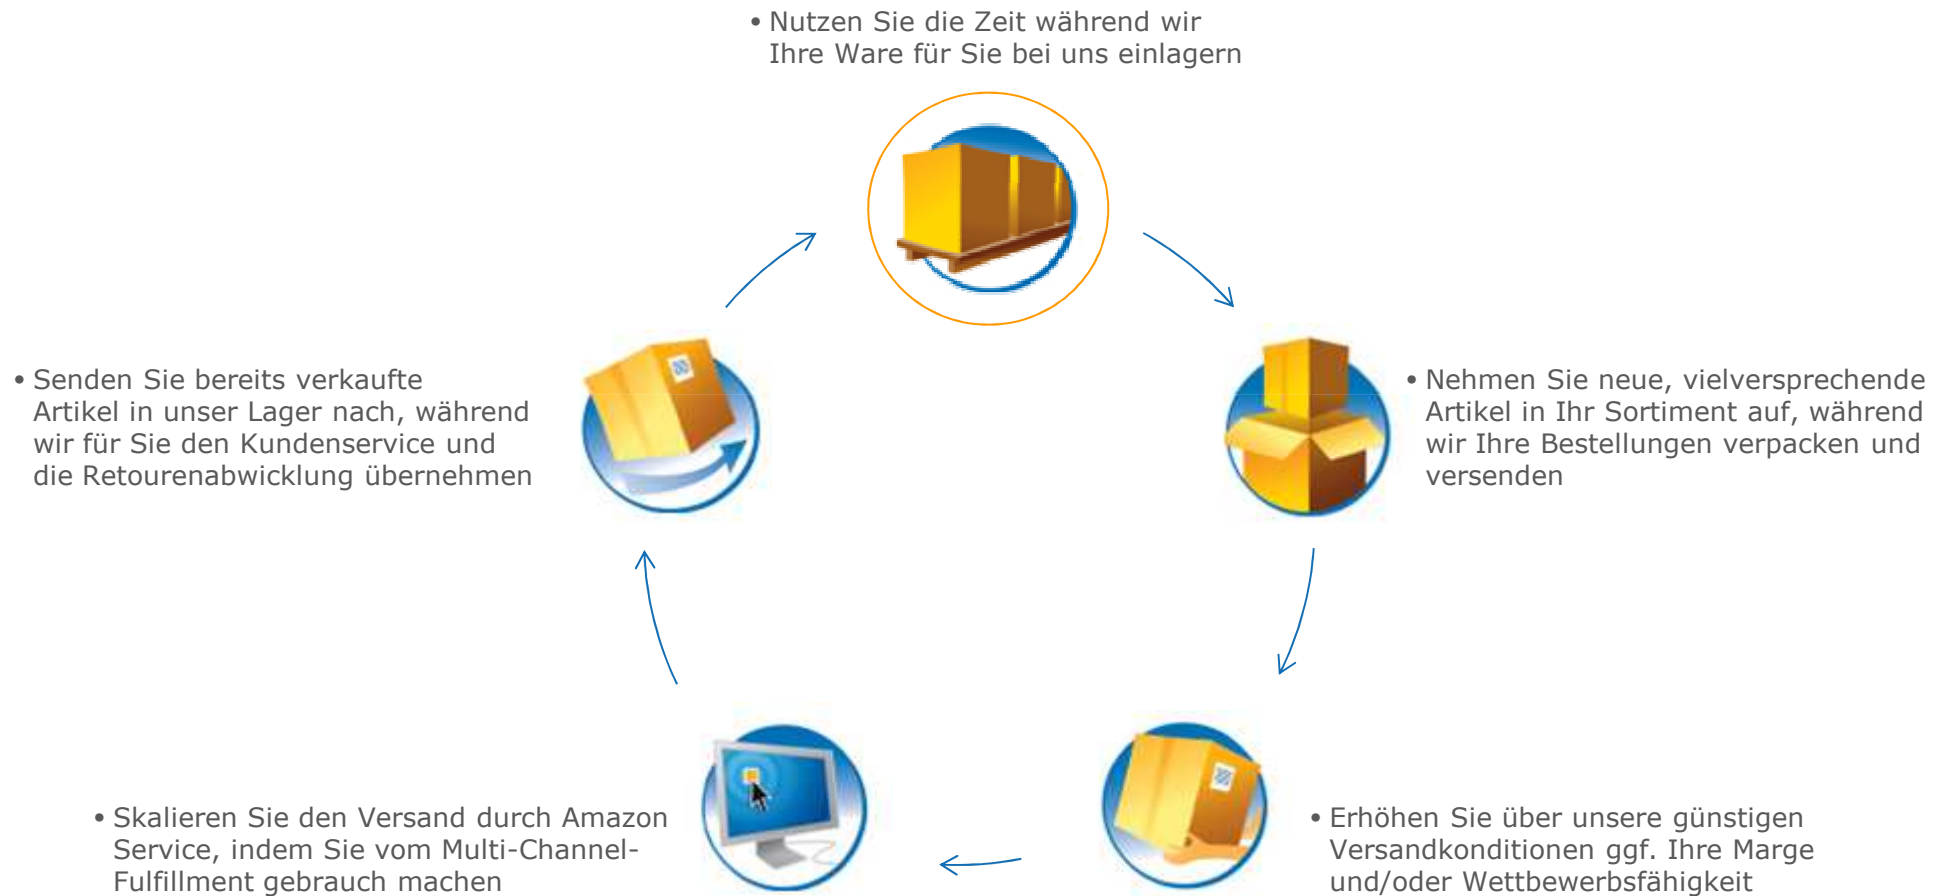 • Nutzen Sie die Zeit während wir
Ihre Ware für Sie bei uns einlagern
• Senden Sie bereits verkaufte
Artikel in unser Lager nach, während
wir für Sie den Kundenservice und
die Retourenabwicklung übernehmen
• Nehmen Sie neue, vielversprechende
Artikel in Ihr Sortiment auf, während
wir Ihre Bestellungen verpacken und
versenden
• Skalieren Sie den Versand durch Amazon
Service, indem Sie vom Multi-Channel-
Fulfillment gebrauch machen
• Erhöhen Sie über unsere günstigen
Versandkonditionen ggf. Ihre Marge
und/oder Wettbewerbsfähigkeit